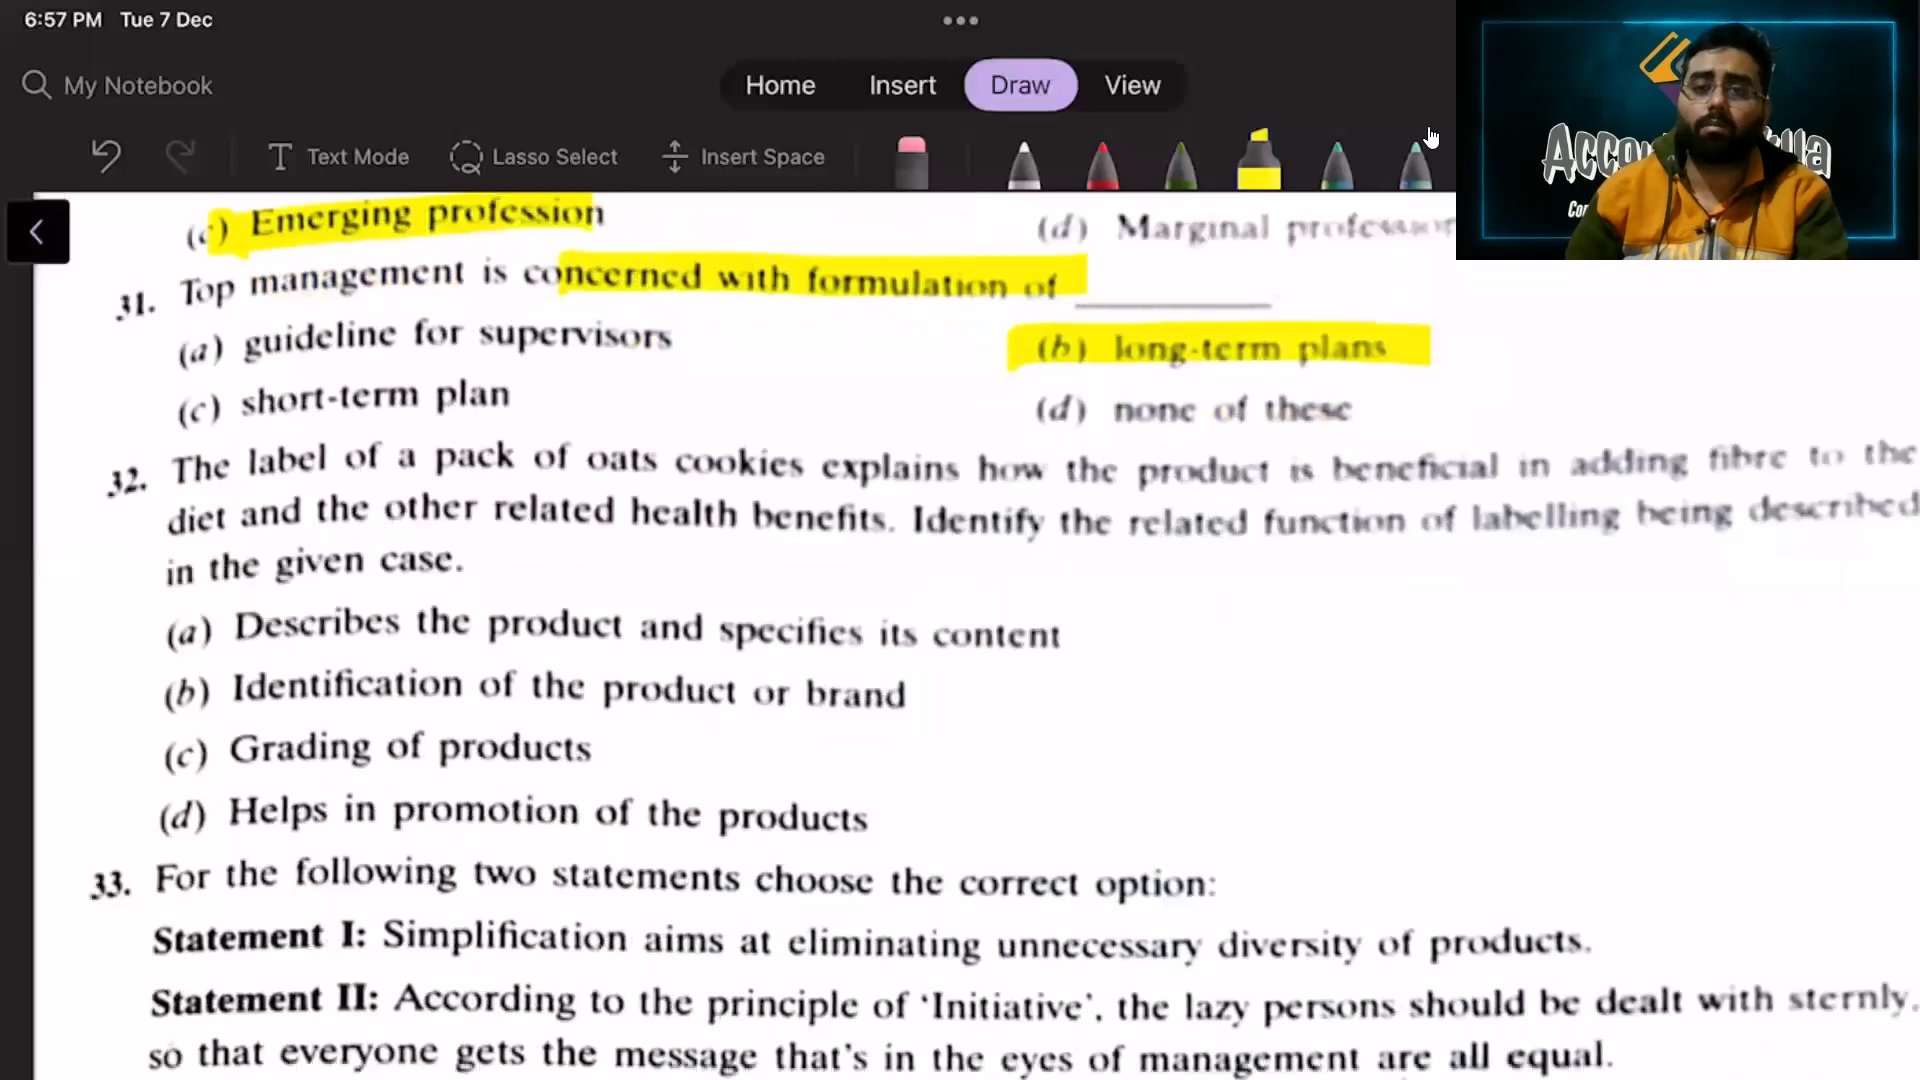 6:57 PM Tue 7 Dec
My Notebook
Home Insert Draw View
Text Mode Lasso Select Insert Space
(c) Emerging profession (d) Marginal profession
31. Top management is concerned with formulation of ____________
(a) guideline for supervisors (b) long-term plans
(c) short-term plan (d) none of these
32. The label of a pack of oats cookies explains how the product is beneficial in adding fibre to the
diet and the other related health benefits. Identify the related function of labelling being described
in the given case.
(a) Describes the product and specifies its content
(b) Identification of the product or brand
(c) Grading of products
(d) Helps in promotion of the products
33. For the following two statements choose the correct option:
Statement I: Simplification aims at eliminating unnecessary diversity of products.
Statement II: According to the principle of ‘Initiative’, the lazy persons should be dealt with sternly,
so that everyone gets the message that's in the eyes of management are all equal.